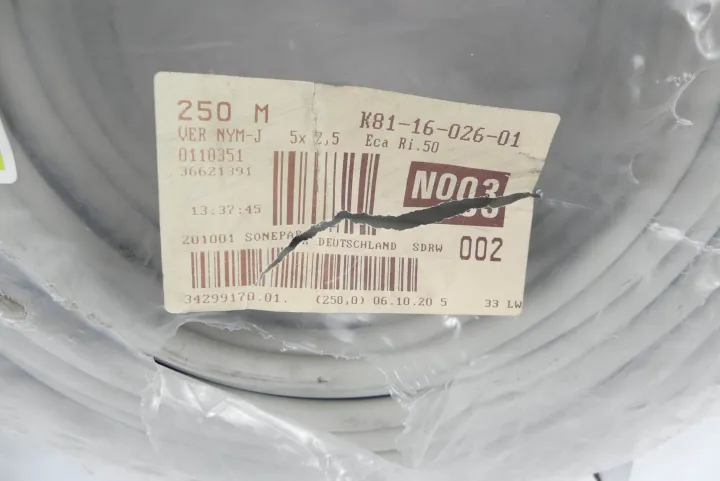 250 M
K81-16-026-01
VER NYM-J 5x 2,5 Eca Ri.50
0110351
36621391
N003
13:37:45
201001 SONEPAR DEUTSCHLAND SDRW 002
34299170.01. (250,0) 06.10.20 5 33 LW